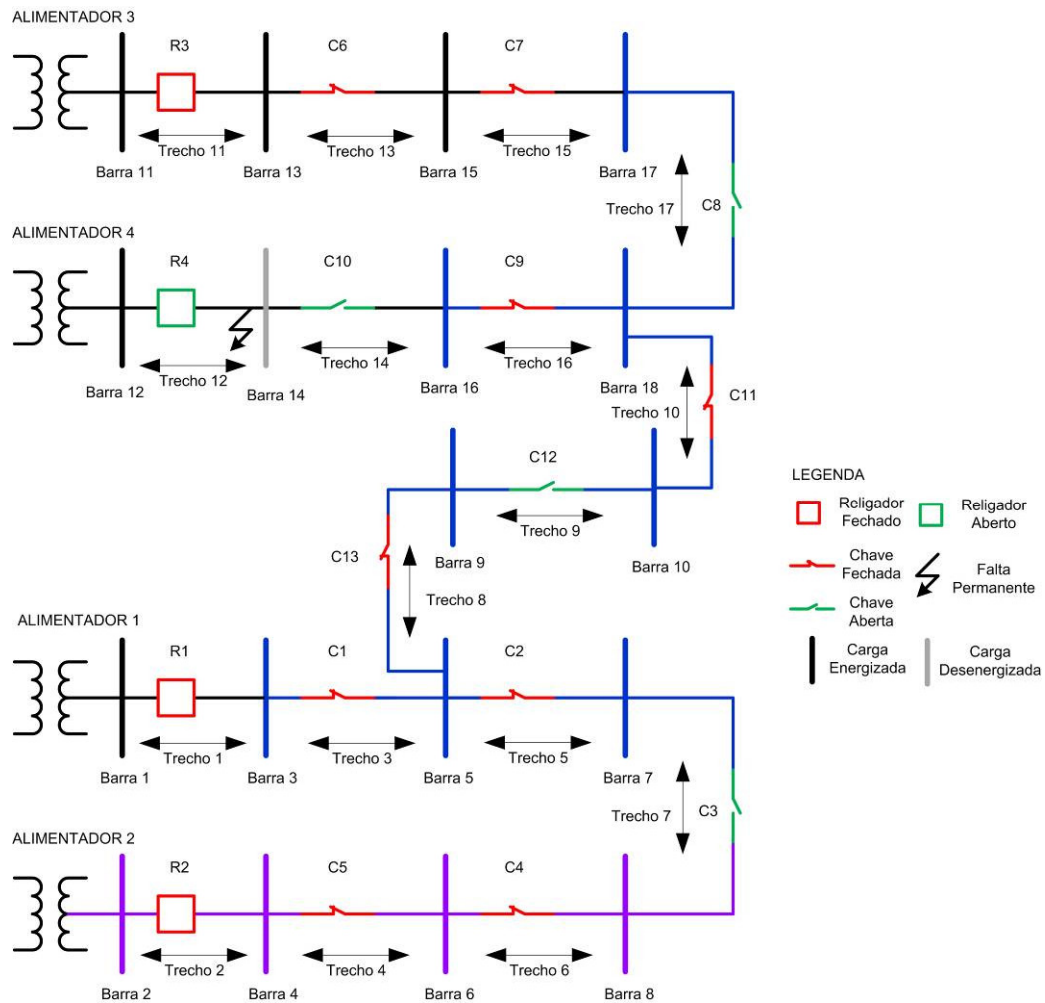 ALIMENTADOR 3
R3
C6
C7
Trecho 11
Trecho 13
Trecho 15
Barra 11
Barra 13
Barra 15
Barra 17
Trecho 17
C8
ALIMENTADOR 4
R4
C10
C9
Trecho 12
Trecho 14
Trecho 16
Barra 12
Barra 14
Barra 16
Barra 18
Trecho 10
C11
C12
Trecho 9
C13
Barra 9
Barra 10
Trecho 8
LEGENDA
Religador
Fechado
Religador
Aberto
Chave
Fechada
Falta
Permanente
Chave
Aberta
Carga
Energizada
Carga
Desenergizada
ALIMENTADOR 1
R1
C1
C2
Trecho 1
Trecho 3
Trecho 5
Barra 1
Barra 3
Barra 5
Barra 7
Trecho 7
C3
ALIMENTADOR 2
R2
C5
C4
Trecho 2
Trecho 4
Trecho 6
Barra 2
Barra 4
Barra 6
Barra 8